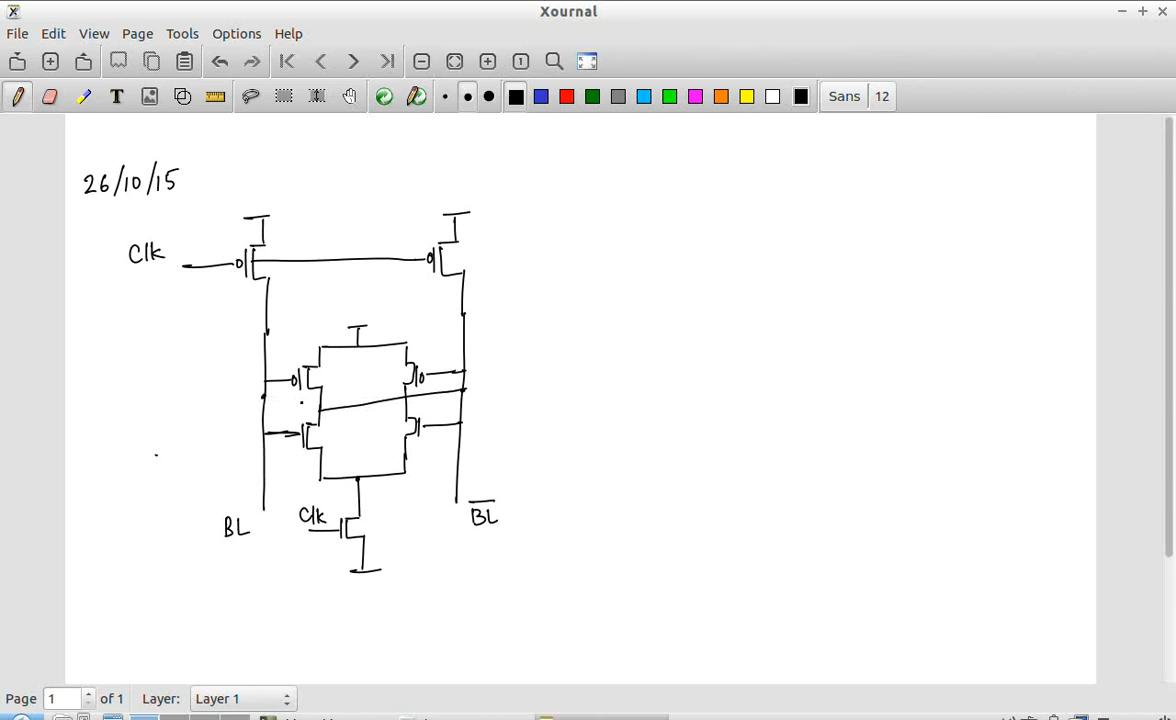 Xournal
File Edit View Page Tools Options Help
Sans 12
26/10/15
Clk
Clk
BL
BL
Page 1 of 1 Layer: Layer 1